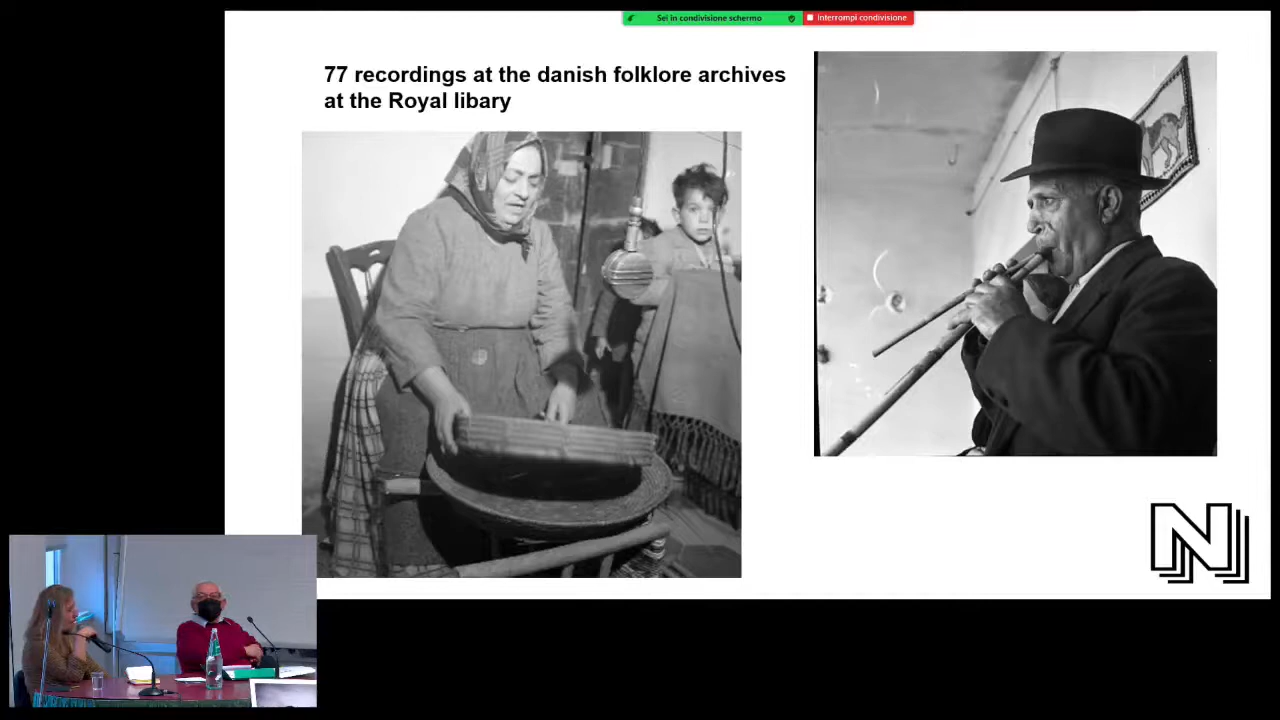 Sei in condivisione schermo
Interrompi condivisione
77 recordings at the danish folklore archives
at the Royal libary
N